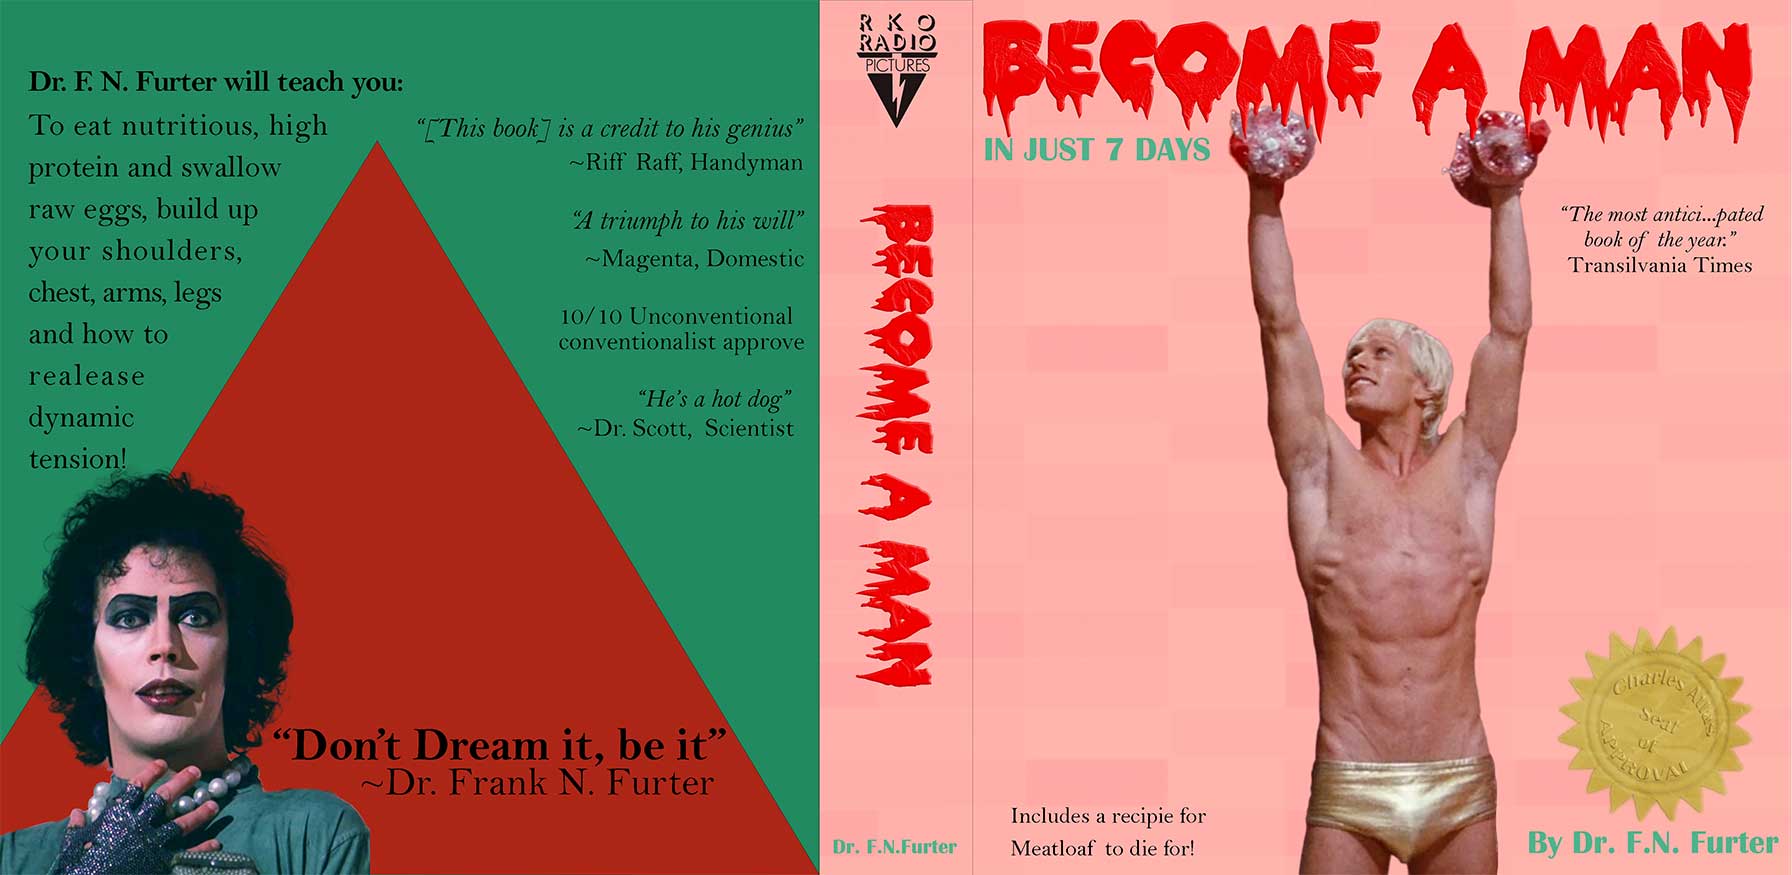 Dr. F. N. Furter will teach you:
To eat nutritious, high
protein and swallow
raw eggs, build up
your shoulders,
chest, arms, legs
and how to
realease
dynamic
tension!
“[This book] is a credit to his genius”
~Riff Raff, Handyman
“A triumph to his will”
~Magenta, Domestic
10/10 Unconventional
conventionalist approve
“He’s a hot dog”
~Dr. Scott, Scientist
“Don’t Dream it, be it”
~Dr. Frank N. Furter
RKO
RADIO
PICTURES
BECOME A MAN
Dr. F.N.Furter
BECOME A MAN
IN JUST 7 DAYS
“The most antici...pated
book of the year.”
Transilvania Times
Charles Atlas
Seat
of
APPROVAL
Includes a recipie for
Meatloaf to die for!
By Dr. F.N. Furter